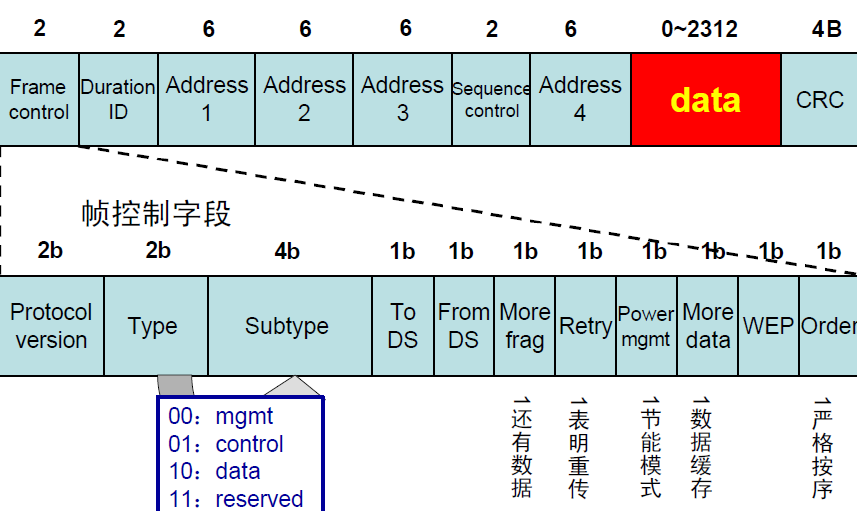 2 2 6 6 6 2 6 0~2312 4B
Frame control Duration ID Address 1 Address 2 Address 3 Sequence control Address 4 data CRC
帧控制字段
2b 2b 4b 1b 1b 1b 1b 1b 1b 1b 1b
Protocol version Type Subtype To DS From DS More frag Retry Power mgmt More data WEP Order
00：mgmt
01：control
10：data
11：reserved
1还有数据
1表明重传
1节能模式
1数据缓存
1严格按序